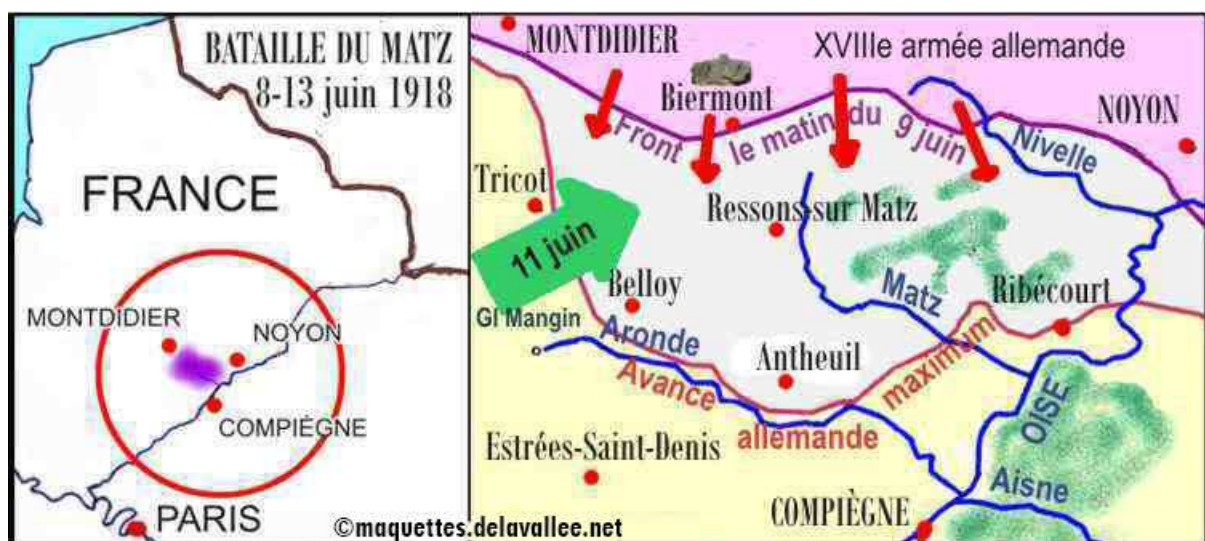 BATAILLE DU MATZ
8-13 juin 1918
FRANCE
MONTDIDIER
NOYON
COMPIÉGNE
PARIS
©maquettes.delavallee.net
MONTDIDIER
XVIIIe armée allemande
Biermont
NOYON
Front le matin du 9 juin
Nivelle
Tricot
Ressons-sur Matz
11 juin
Belloy
Matz
Ribécourt
Gl Mangin
Aronde
Antheuil
Avance allemande maximum
OISE
Estrées-Saint-Denis
Aisne
COMPIÈGNE